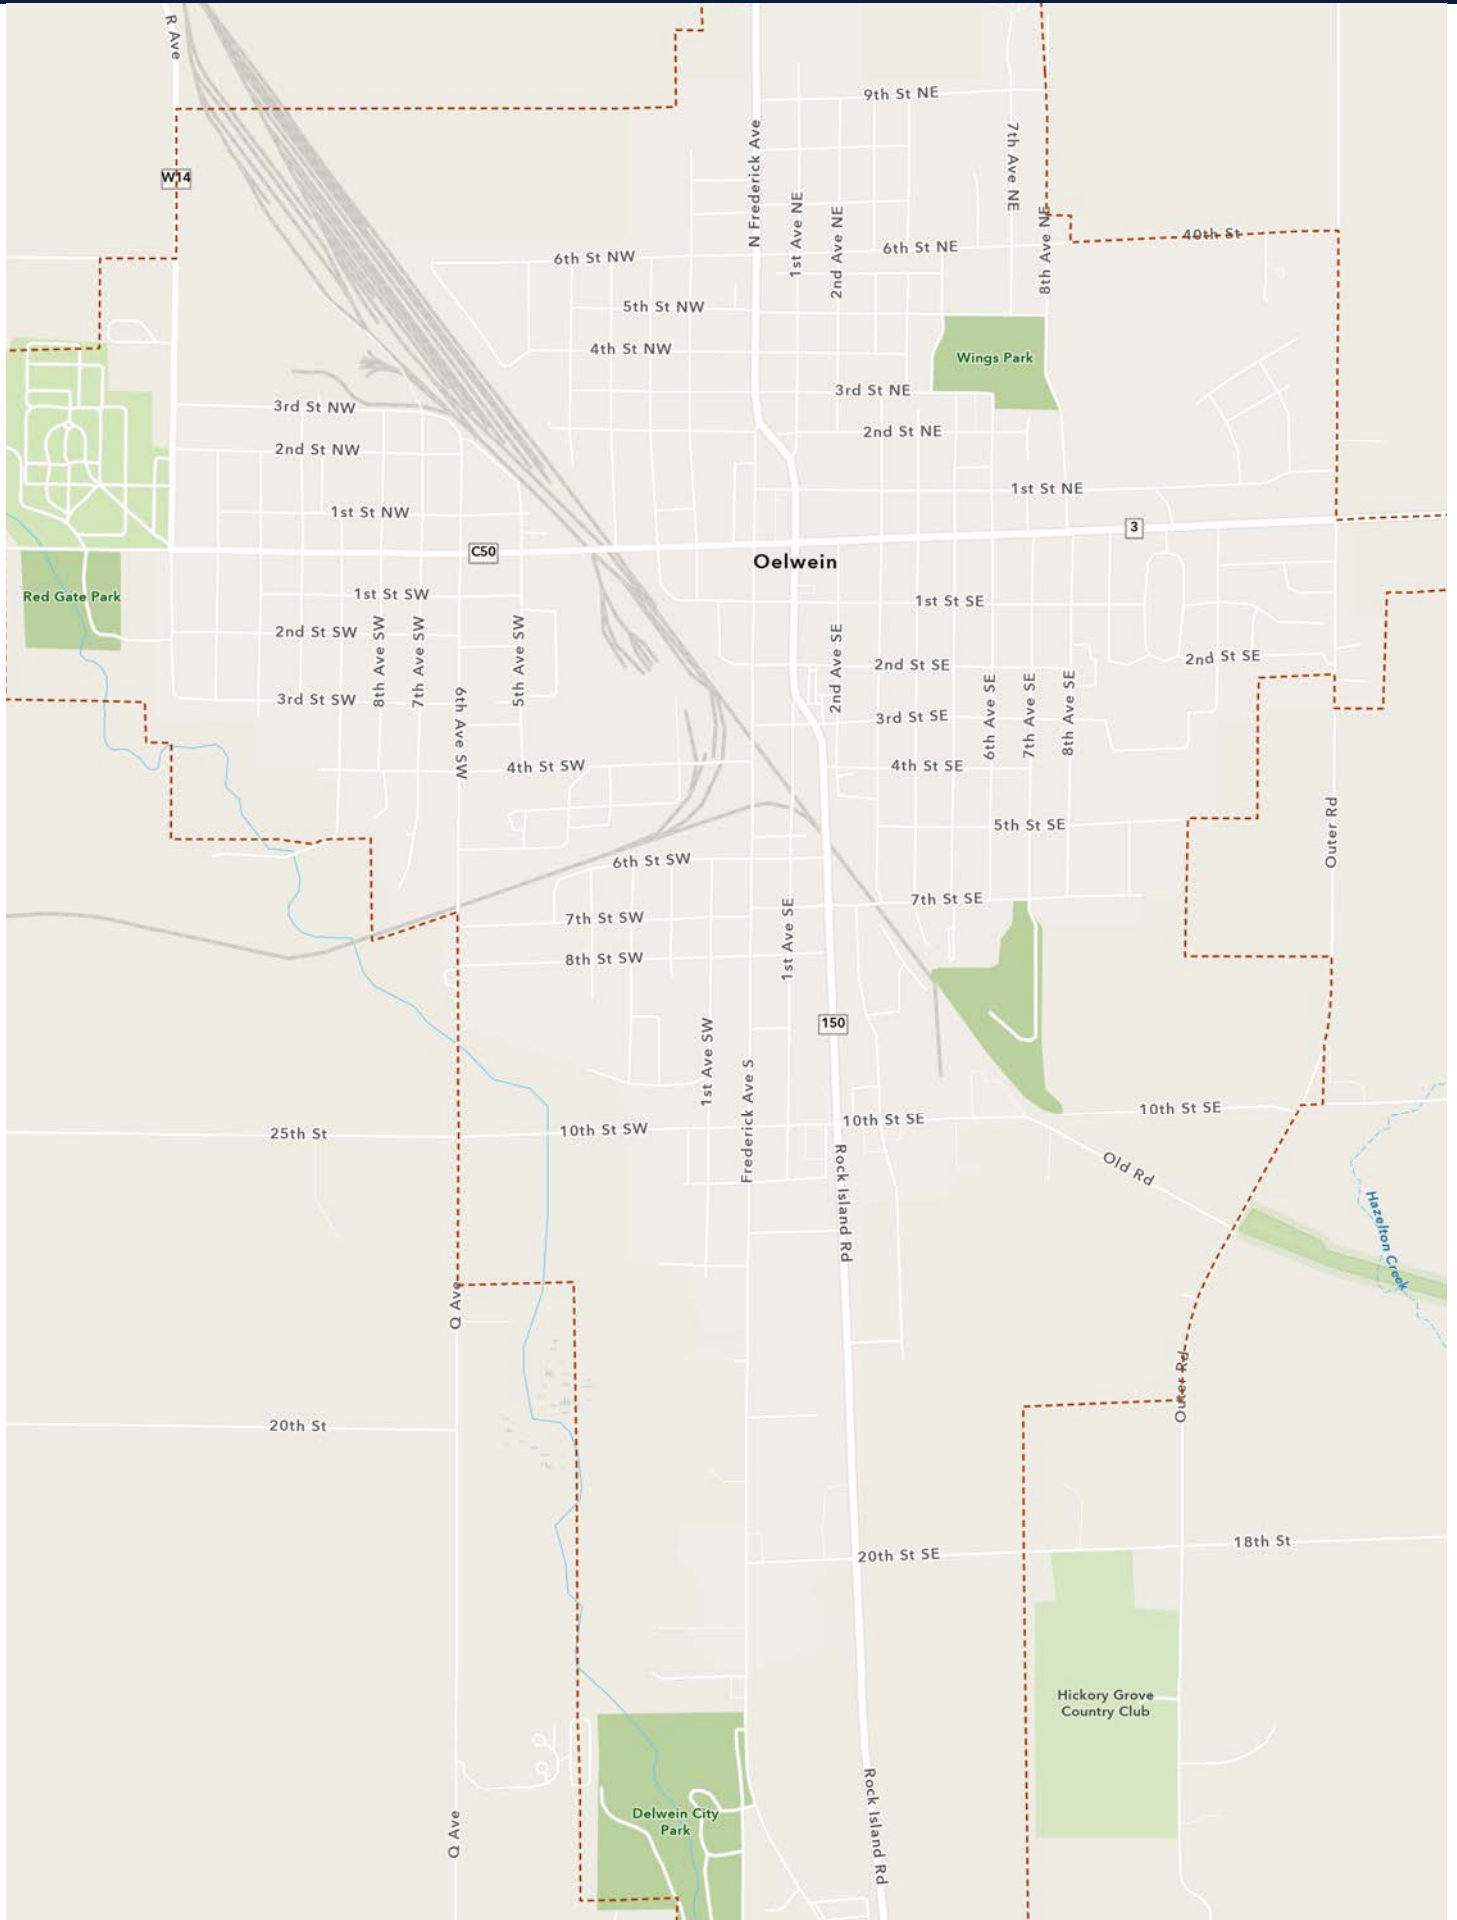 R Ave
9th St NE
N Frederick Ave
7th Ave NE
W14
1st Ave NE
2nd Ave NE
8th Ave NE
40th St
6th St NE
6th St NW
5th St NW
4th St NW
Wings Park
3rd St NE
3rd St NW
2nd St NE
2nd St NW
1st St NE
1st St NW
3
C50
Oelwein
Red Gate Park
1st St SW
1st St SE
2nd St SW
8th Ave SW
7th Ave SW
5th Ave SW
2nd Ave SE
2nd St SE
2nd St SE
3rd St SW
6th Ave SW
3rd St SE
6th Ave SE
7th Ave SE
8th Ave SE
4th St SW
4th St SE
5th St SE
Outer Rd
6th St SW
7th St SE
7th St SW
1st Ave SE
8th St SW
150
1st Ave SW
Frederick Ave S
10th St SE
10th St SE
10th St SW
25th St
Rock Island Rd
Old Rd
Hazelton Creek
Q Ave
Outer Rd
20th St
18th St
20th St SE
Hickory Grove
Country Club
Rock Island Rd
Delwein City
Park
Q Ave